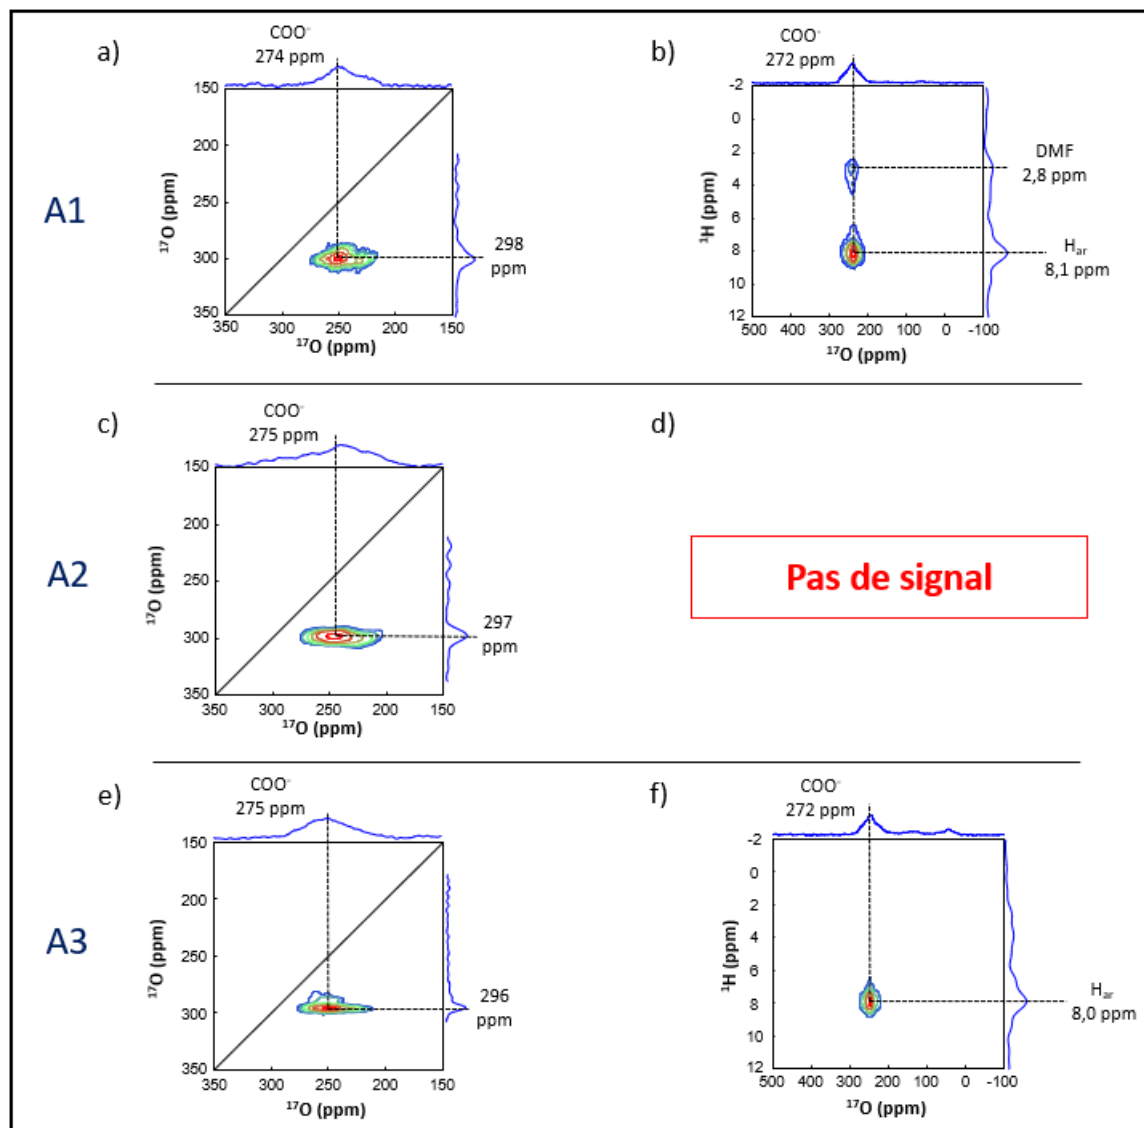 A1
a)
COO⁻
274 ppm
150
200
250
300
350
¹⁷O (ppm)
350
300
250
200
150
¹⁷O (ppm)
298
ppm
b)
COO⁻
272 ppm
-2
0
2
4
6
8
10
12
¹H (ppm)
500
400
300
200
100
0
-100
¹⁷O (ppm)
DMF
2,8 ppm
Har
8,1 ppm
A2
c)
COO⁻
275 ppm
150
200
250
300
350
¹⁷O (ppm)
350
300
250
200
150
¹⁷O (ppm)
297
ppm
d)
Pas de signal
A3
e)
COO⁻
275 ppm
150
200
250
300
350
¹⁷O (ppm)
350
300
250
200
150
¹⁷O (ppm)
296
ppm
f)
COO⁻
272 ppm
-2
0
2
4
6
8
10
12
¹H (ppm)
500
400
300
200
100
0
-100
¹⁷O (ppm)
Har
8,0 ppm